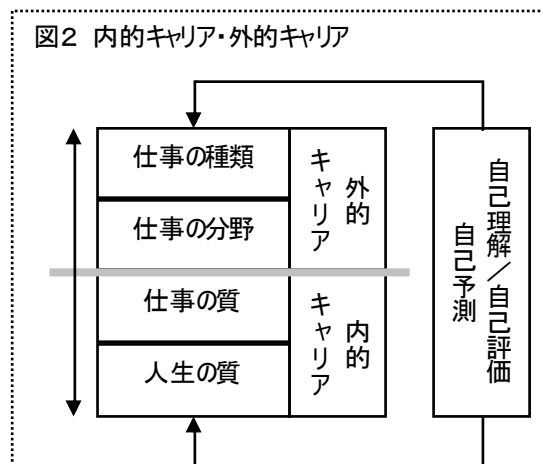 図2 内的キャリア・外的キャリア
仕事の種類
仕事の分野
仕事の質
人生の質
外的
キャリア
内的
キャリア
自己理解/自己評価
自己予測